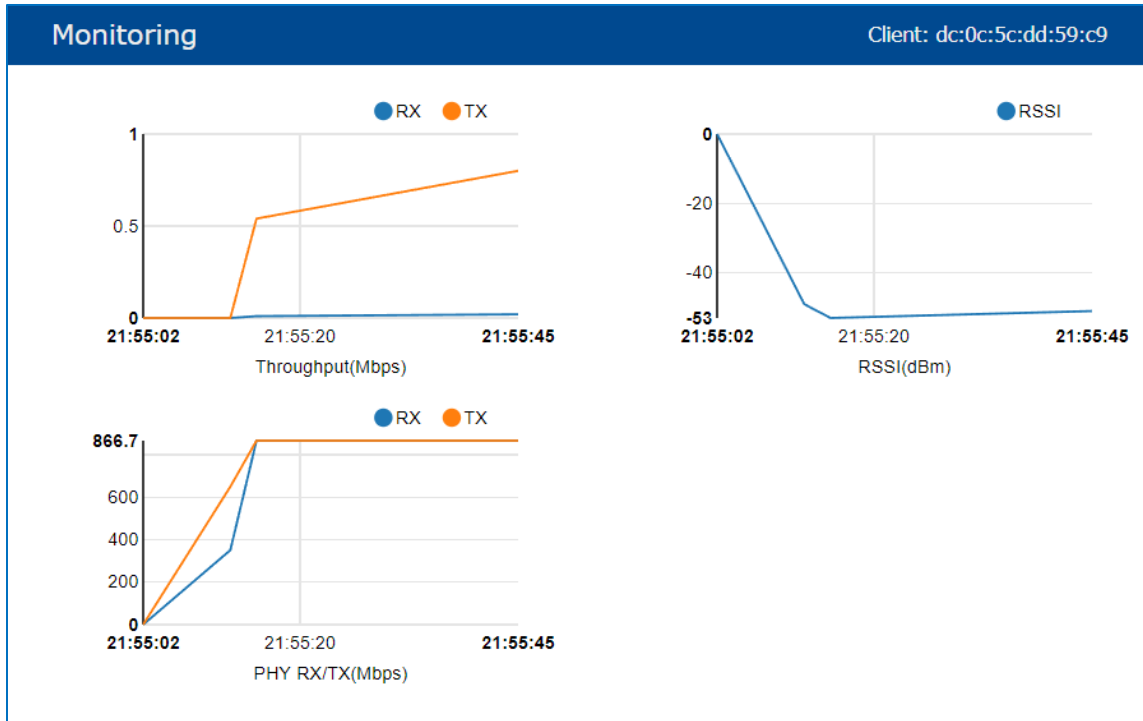 Monitoring
Client: dc:0c:5c:dd:59:c9
RX TX
1
0.5
0
21:55:02 21:55:20 21:55:45
Throughput(Mbps)
RSSI
0
-20
-40
-53
21:55:02 21:55:20 21:55:45
RSSI(dBm)
RX TX
866.7
600
400
200
0
21:55:02 21:55:20 21:55:45
PHY RX/TX(Mbps)